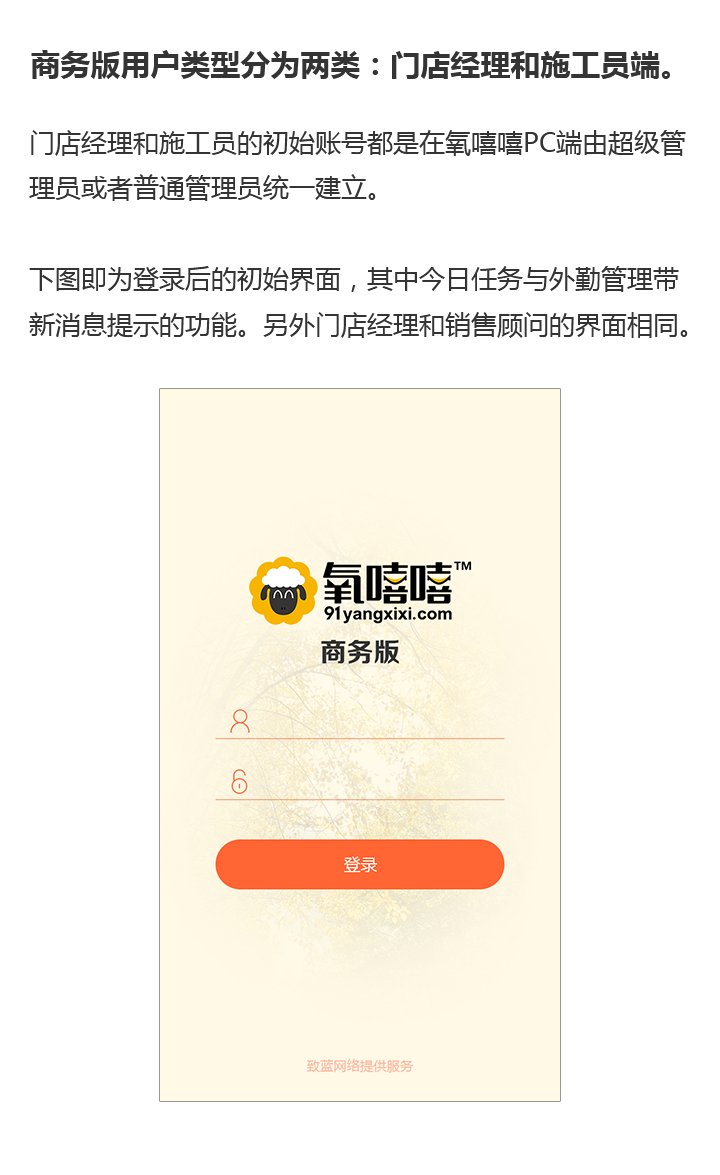 商务版用户类型分为两类：门店经理和施工员端。
门店经理和施工员的初始账号都是在氧嘻嘻PC端由超级管
理员或者普通管理员统一建立。
下图即为登录后的初始界面，其中今日任务与外勤管理带
新消息提示的功能。另外门店经理和销售顾问的界面相同。
氧嘻嘻™
91yangxixi.com
商务版
登录
致蓝网络提供服务